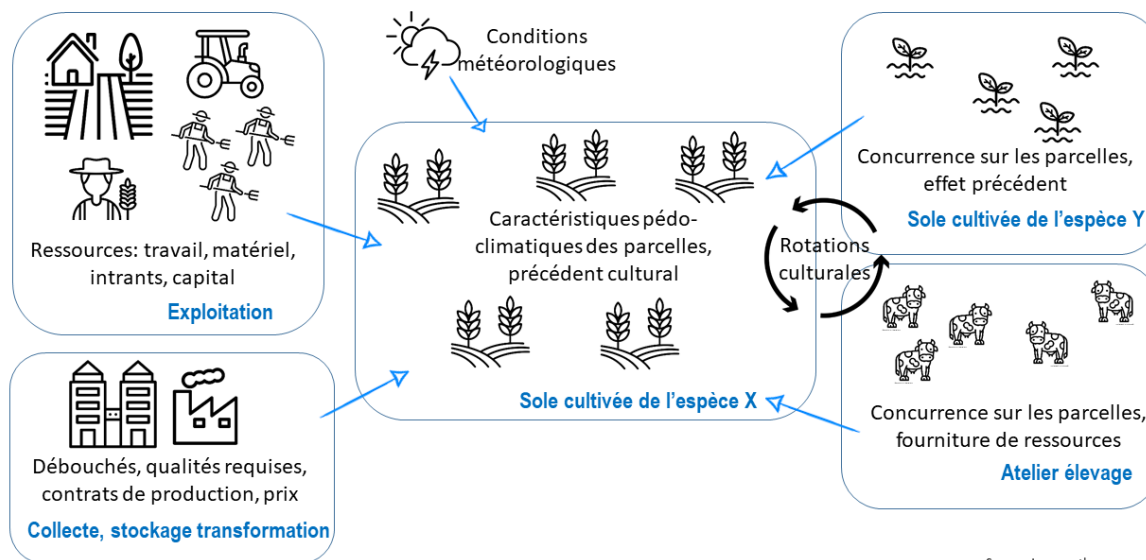 Conditions
météorologiques
Ressources: travail, matériel,
intrants, capital
Exploitation
Débouchés, qualités requises,
contrats de production, prix
Collecte, stockage transformation
Caractéristiques pédo-
climatiques des parcelles,
précédent cultural
Sole cultivée de l'espèce X
Rotations
culturales
Concurrence sur les parcelles,
effet précédent
Sole cultivée de l'espèce Y
Concurrence sur les parcelles,
fourniture de ressources
Atelier élevage